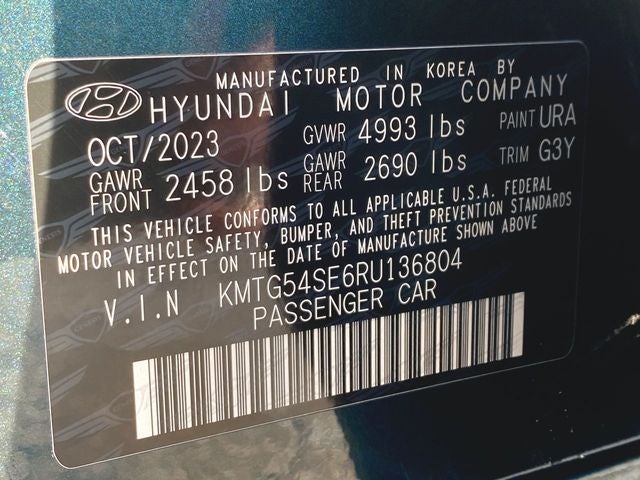 MANUFACTURED IN KOREA BY
HYUNDAI MOTOR COMPANY
OCT/2023 GVWR 4993 lbs PAINT URA
GAWR FRONT 2458 lbs GAWR REAR 2690 lbs TRIM G3Y
THIS VEHICLE CONFORMS TO ALL APPLICABLE U.S.A. FEDERAL
MOTOR VEHICLE SAFETY, BUMPER, AND THEFT PREVENTION STANDARDS
IN EFFECT ON THE DATE OF MANUFACTURE SHOWN ABOVE
V.I.N KMTG54SE6RU136804
PASSENGER CAR